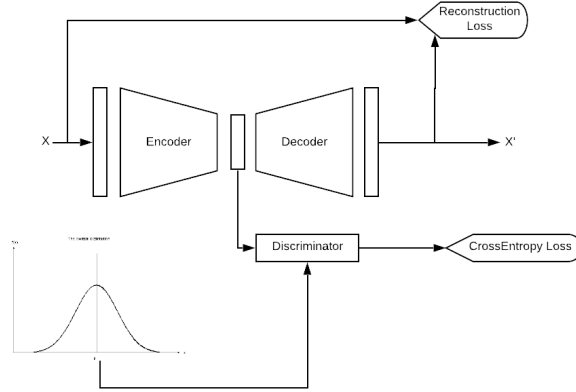 Reconstruction
Loss
X
Encoder
Decoder
X'
Discriminator
CrossEntropy Loss